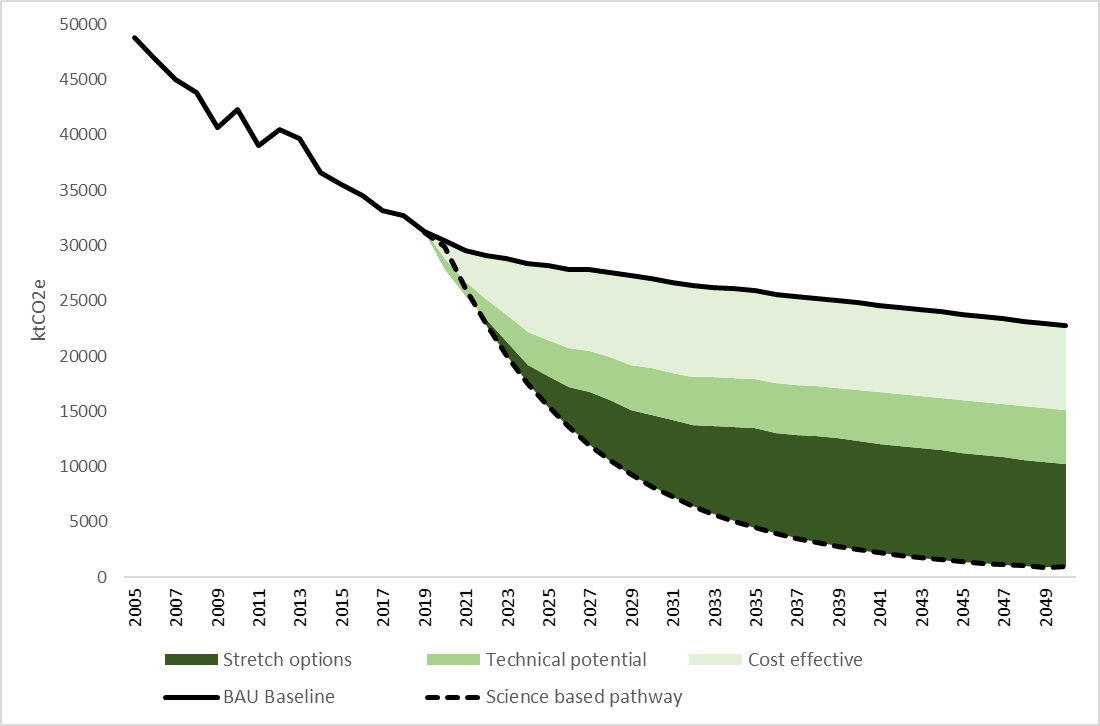 50000
45000
40000
35000
30000
25000
20000
15000
10000
5000
0
ktCO2e
2005 2007 2009 2011 2013 2015 2017 2019 2021 2023 2025 2027 2029 2031 2033 2035 2037 2039 2041 2043 2045 2047 2049
Stretch options Technical potential Cost effective
BAU Baseline Science based pathway